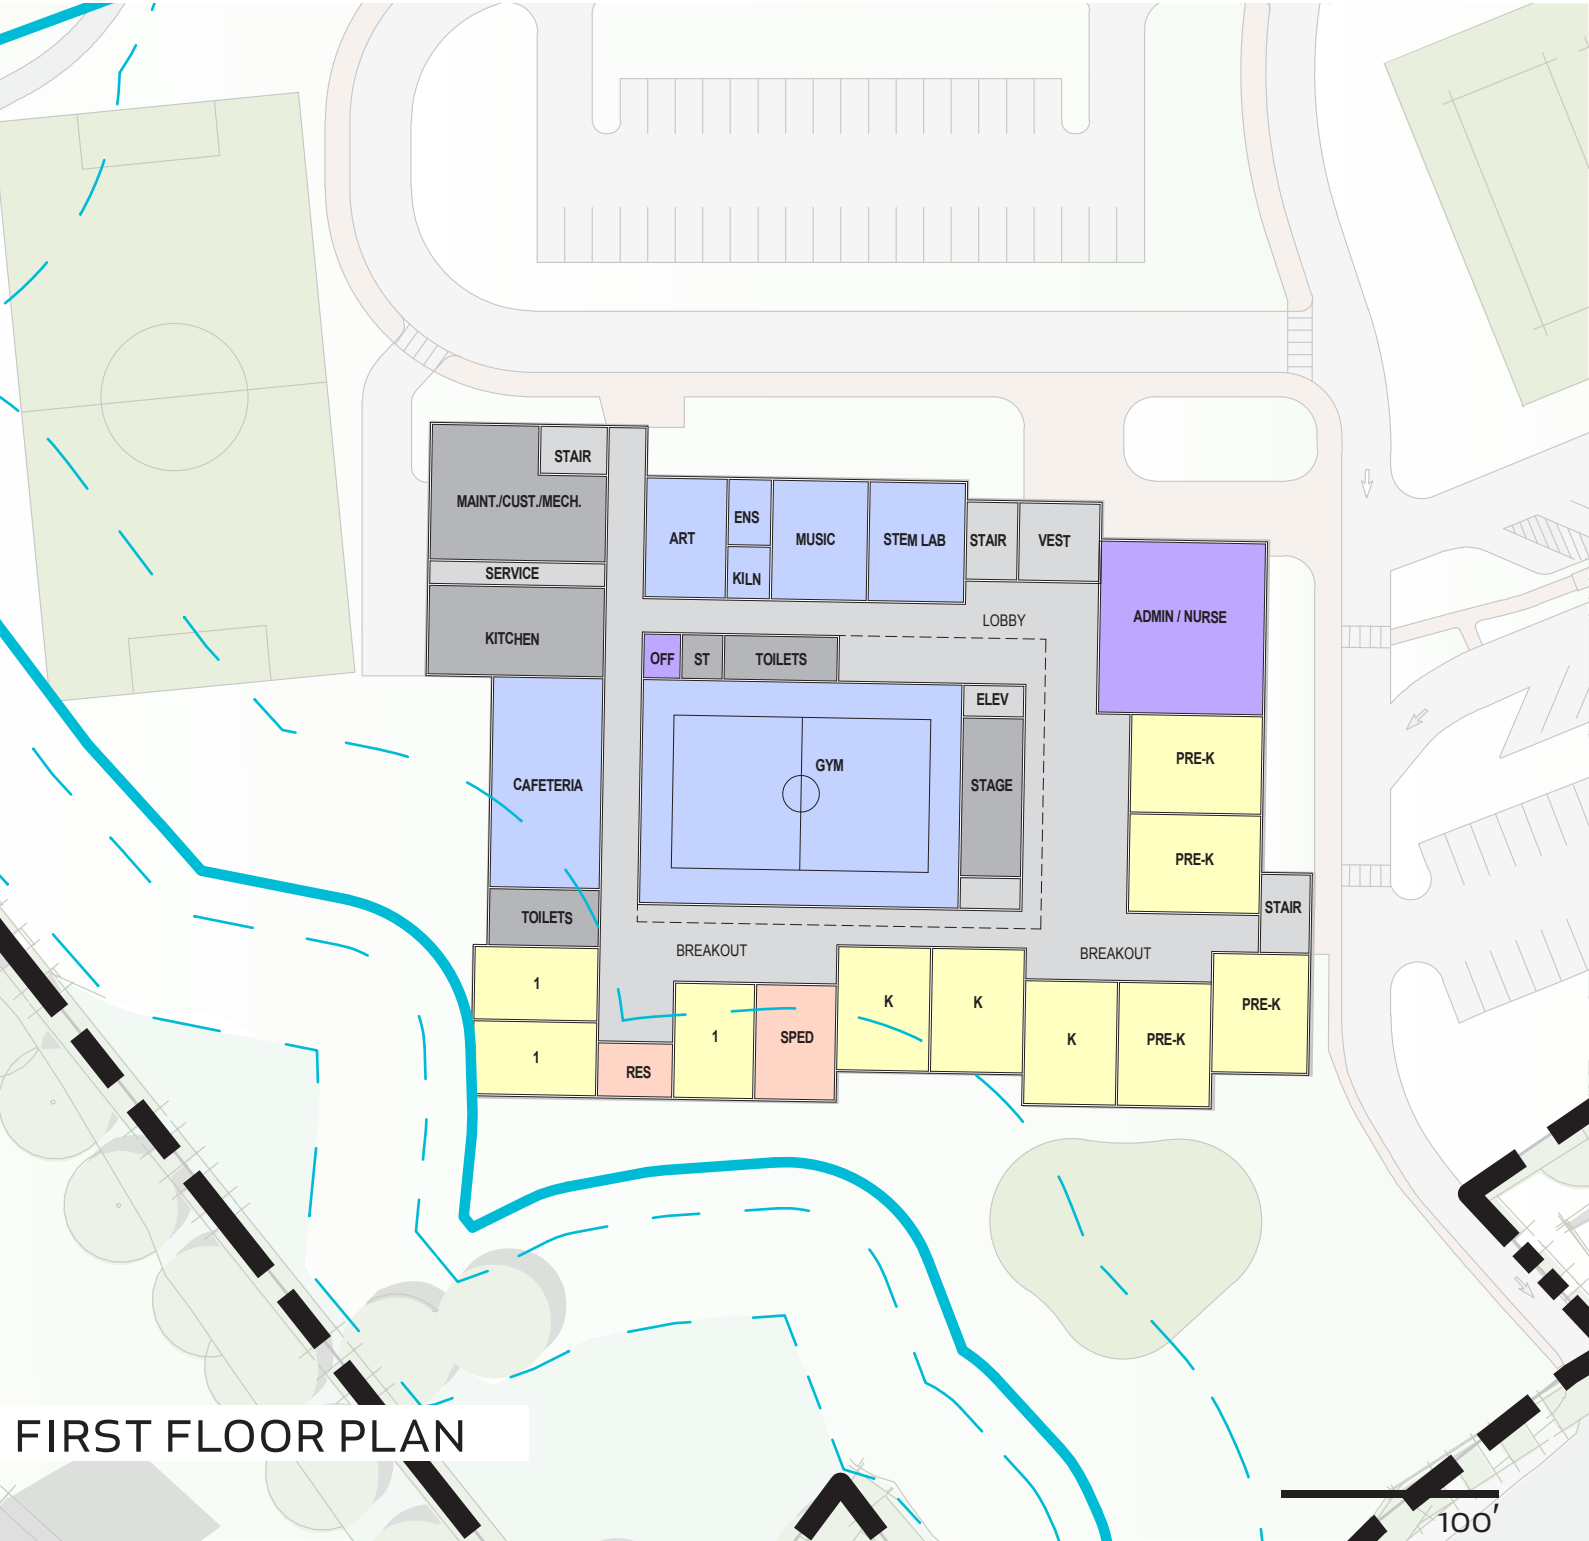 STAIR
MAINT./CUST./MECH.
SERVICE
KITCHEN
ART
ENS
KILN
MUSIC
STEM LAB
STAIR
VEST
LOBBY
ADMIN / NURSE
OFF
ST
TOILETS
ELEV
GYM
STAGE
CAFETERIA
PRE-K
PRE-K
TOILETS
STAIR
BREAKOUT
BREAKOUT
1
1
RES
1
SPED
K
K
K
PRE-K
PRE-K
FIRST FLOOR PLAN
100'